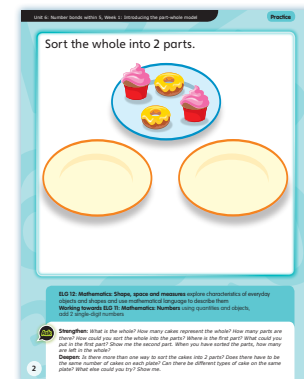 Unit 6: Number bonds within 5, Week 1: Introducing the part-whole model
Practice
Sort the whole into 2 parts.
ELG 12: Mathematics: Shape, space and measures explore characteristics of everyday
objects and shapes and use mathematical language to describe them
Working towards ELG 11: Mathematics: Numbers using quantities and objects,
add 2 single-digit numbers
Strengthen: What is the whole? How many cakes represent the whole? How many parts are
there? How could you sort the whole into the parts? Where is the first part? What could you
put in the first part? Show me the second part. When you have sorted the parts, how many
are left in the whole?
Deepen: Is there more than one way to sort the cakes into 2 parts? Does there have to be
the same number of cakes on each plate? Can there be different types of cake on the same
plate? What else could you try? Show me.
2